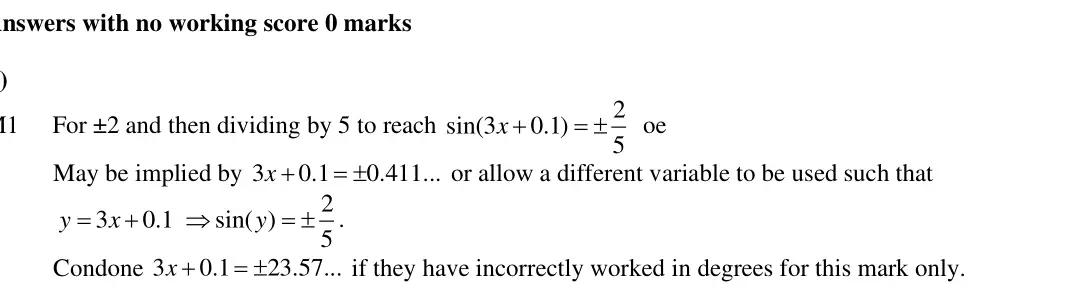 nswers with no working score 0 marks
)
11 For ±2 and then dividing by 5 to reach sin(3x+0.1) = ±2/5 oe
May be implied by 3x+0.1 = ±0.411... or allow a different variable to be used such that
y = 3x+0.1 ⇒ sin(y) = ±2/5.
Condone 3x+0.1 = ±23.57... if they have incorrectly worked in degrees for this mark only.